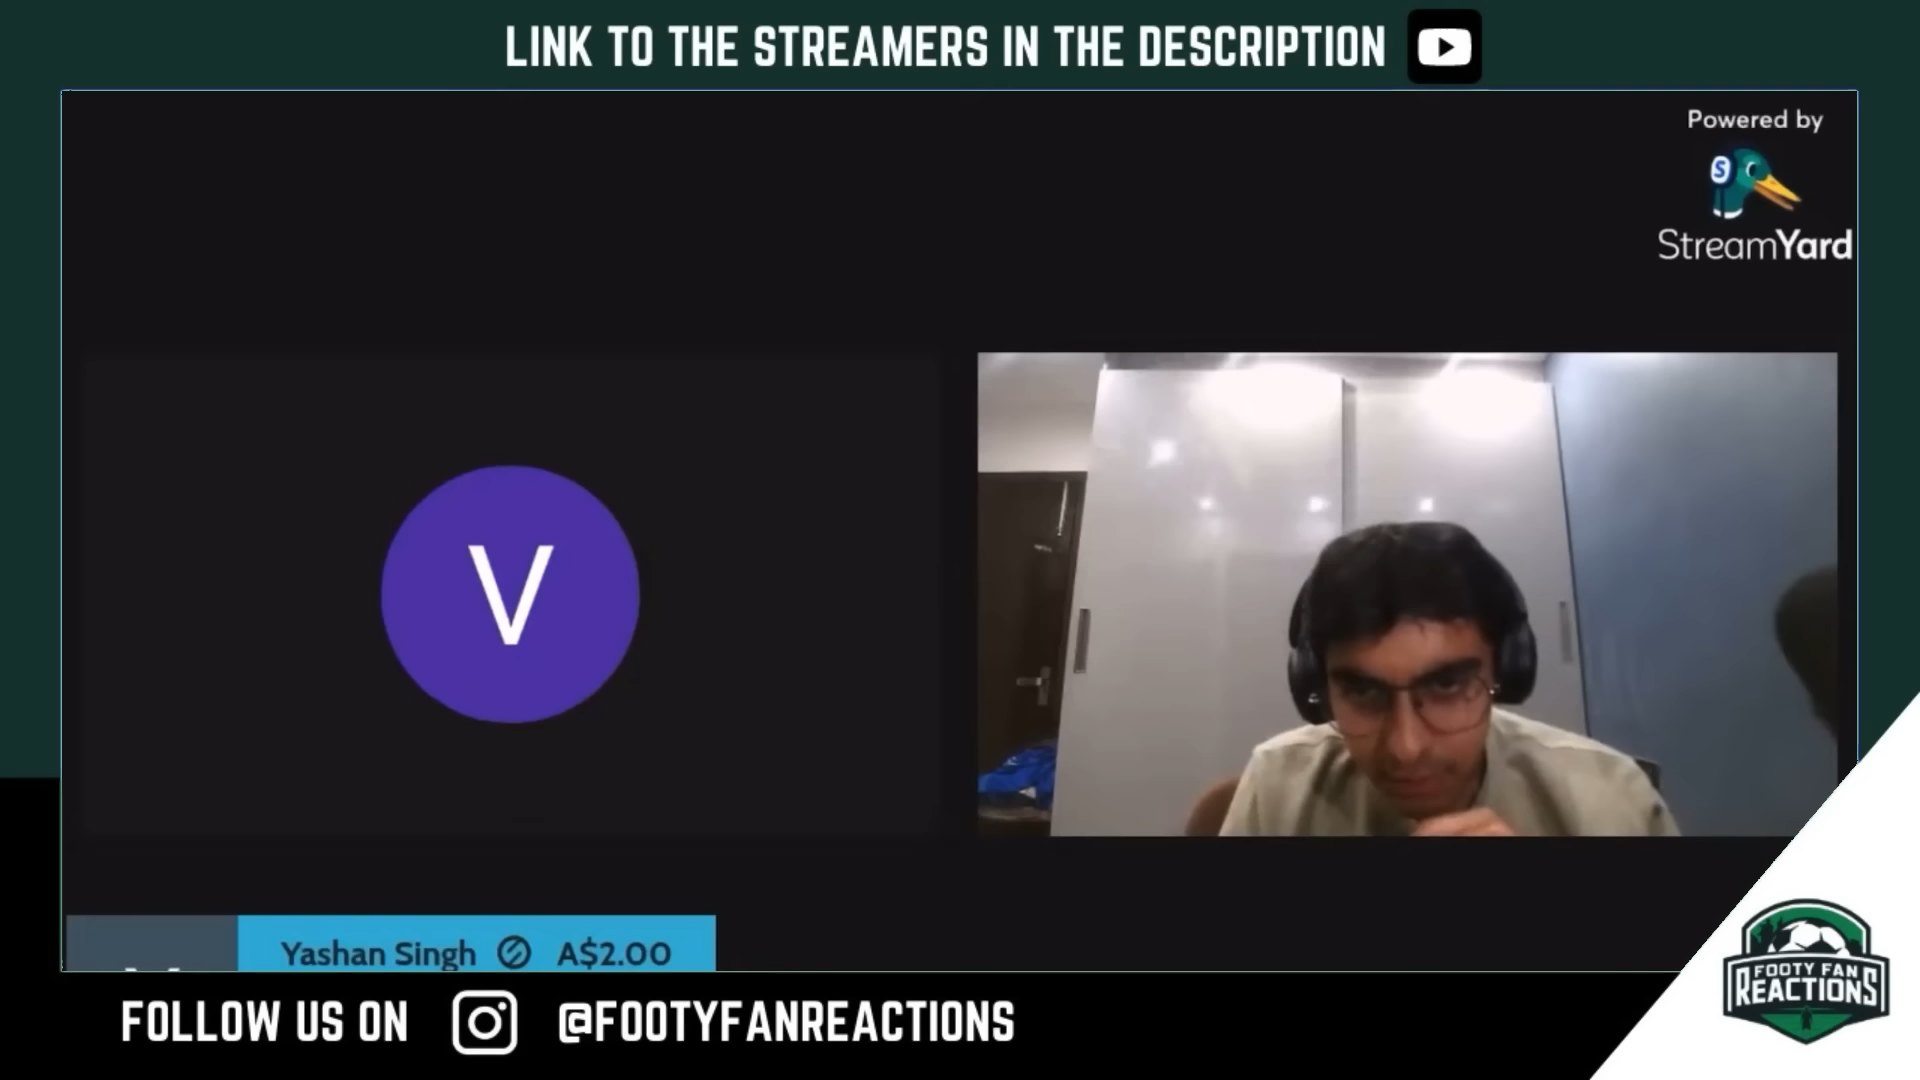 LINK TO THE STREAMERS IN THE DESCRIPTION
Powered by
S
StreamYard
V
Yashan Singh A$2.00
FOLLOW US ON @FOOTYFANREACTIONS
FOOTY FAN
REACTIONS